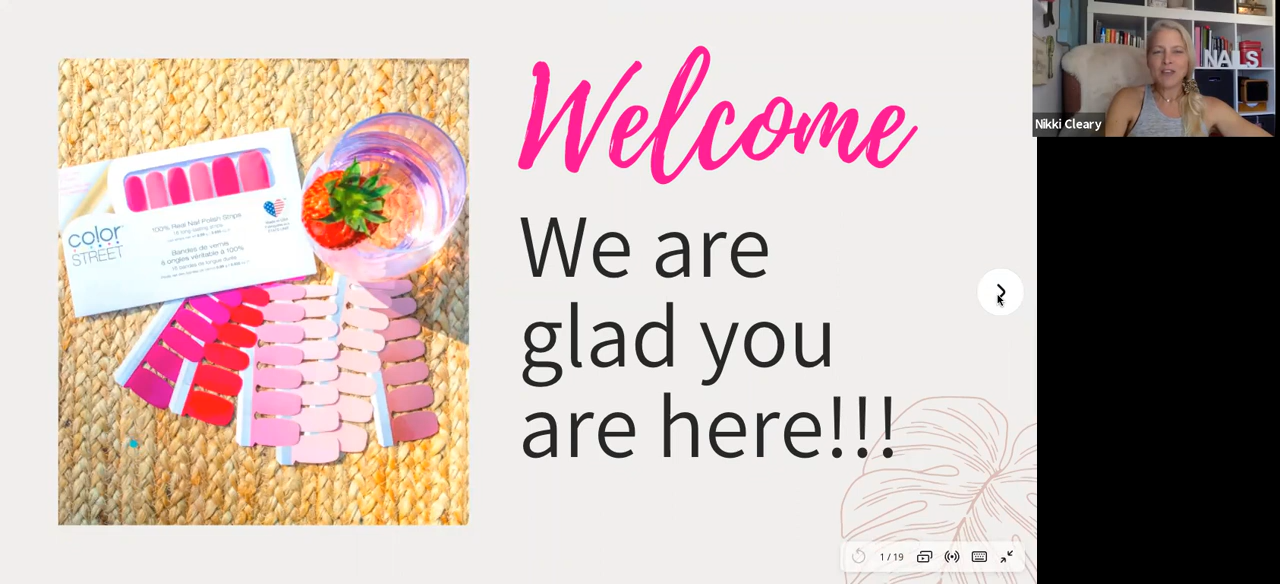 Welcome
We are
glad you
are here!!!
color
STREET
100% Real Nail Polish Strips
Bandes de vernis
à ongles véritable à 100%
NAILS
Nikki Cleary
1 / 19